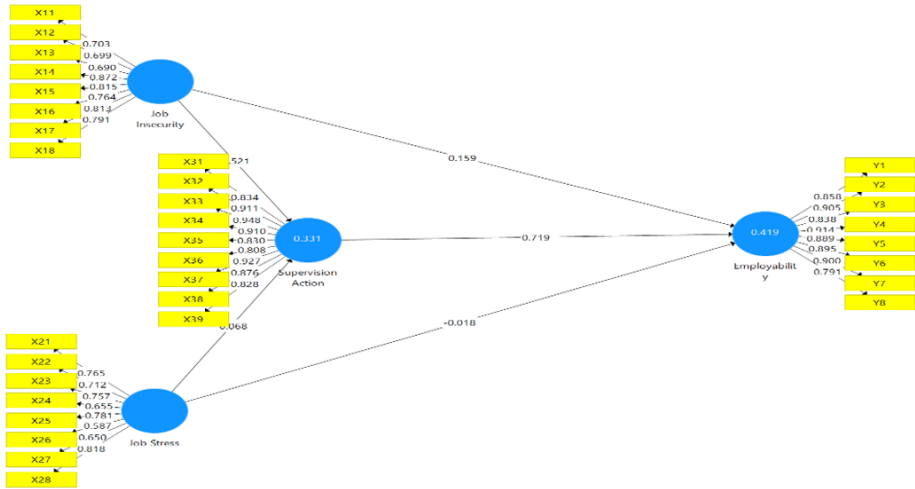 X11
X12
X13
X14
X15
X16
X17
X18
0.703
0.699
0.690
0.872
0.815
0.764
0.813
0.791
Job
Insecurity
.521
0.159
X31
X32
X33
X34
X35
X36
X37
X38
X39
0.834
0.911
0.948
0.910
0.830
0.808
0.927
0.876
0.828
0.331
Supervision
Action
0.719
0.068
-0.018
Y1
Y2
Y3
Y4
Y5
Y6
Y7
Y8
0.858
0.905
0.838
0.914
0.889
0.895
0.900
0.791
0.419
Employabilit
y
X21
X22
X23
X24
X25
X26
X27
X28
0.765
0.712
0.757
0.655
0.781
0.587
0.650
0.818
Job Stress